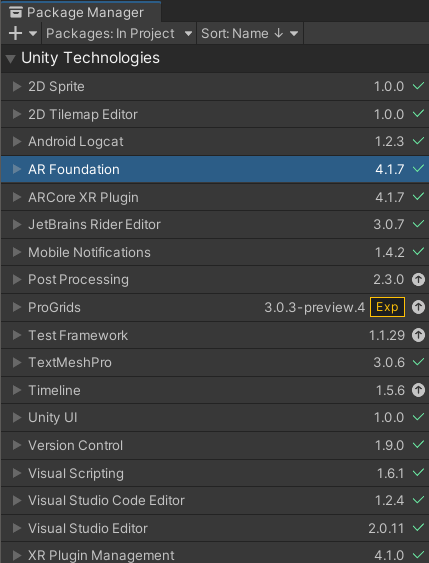 Package Manager
+ Packages: In Project Sort: Name ↓
Unity Technologies
2D Sprite 1.0.0
2D Tilemap Editor 1.0.0
Android Logcat 1.2.3
AR Foundation 4.1.7
ARCore XR Plugin 4.1.7
JetBrains Rider Editor 3.0.7
Mobile Notifications 1.4.2
Post Processing 2.3.0
ProGrids 3.0.3-preview.4 Exp
Test Framework 1.1.29
TextMeshPro 3.0.6
Timeline 1.5.6
Unity UI 1.0.0
Version Control 1.9.0
Visual Scripting 1.6.1
Visual Studio Code Editor 1.2.4
Visual Studio Editor 2.0.11
XR Plugin Management 4.1.0